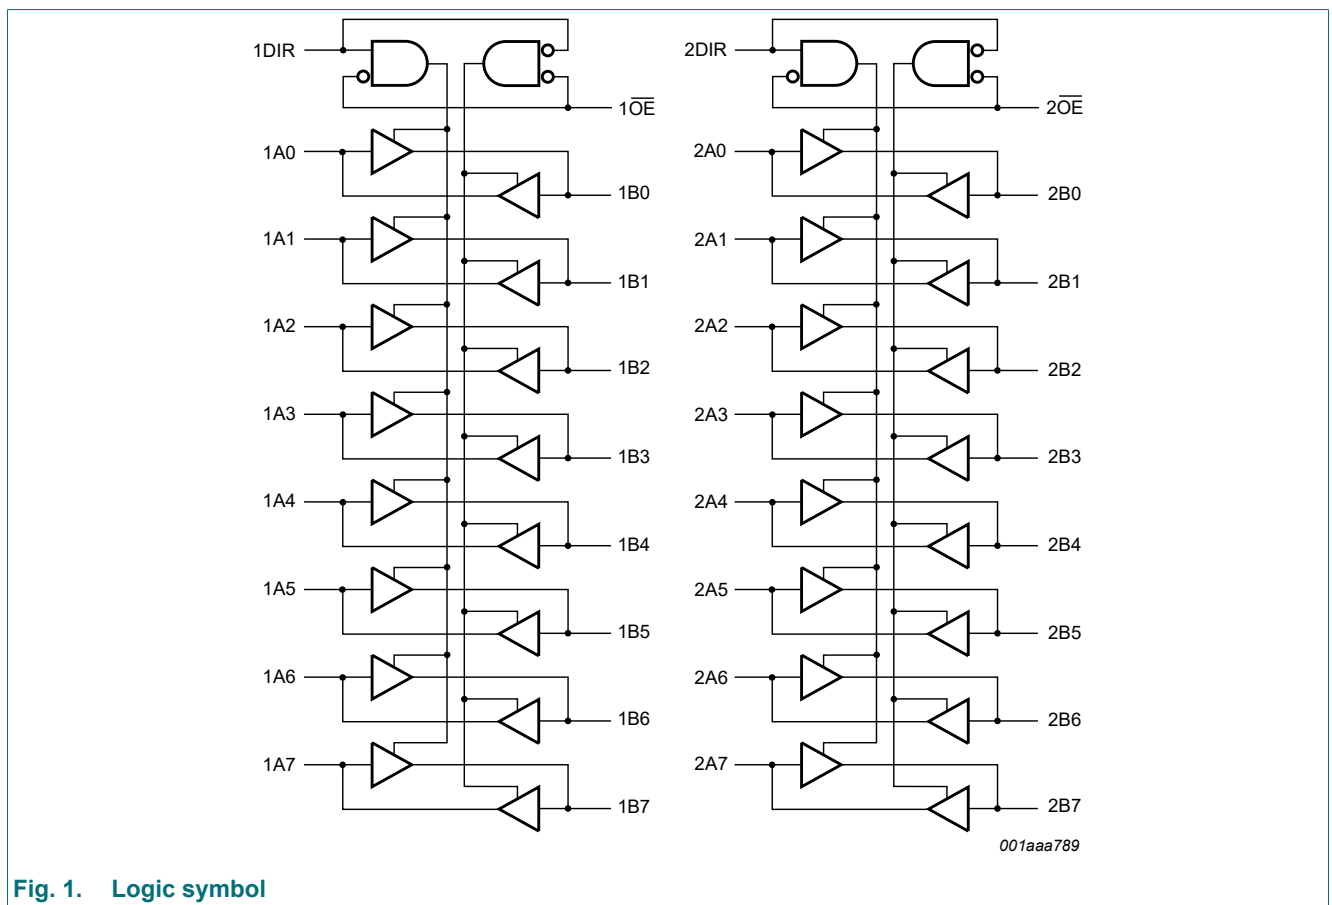 1DIR
1O̅E̅
1A0
1B0
1A1
1B1
1A2
1B2
1A3
1B3
1A4
1B4
1A5
1B5
1A6
1B6
1A7
1B7
2DIR
2O̅E̅
2A0
2B0
2A1
2B1
2A2
2B2
2A3
2B3
2A4
2B4
2A5
2B5
2A6
2B6
2A7
2B7
001aaa789
Fig. 1. Logic symbol